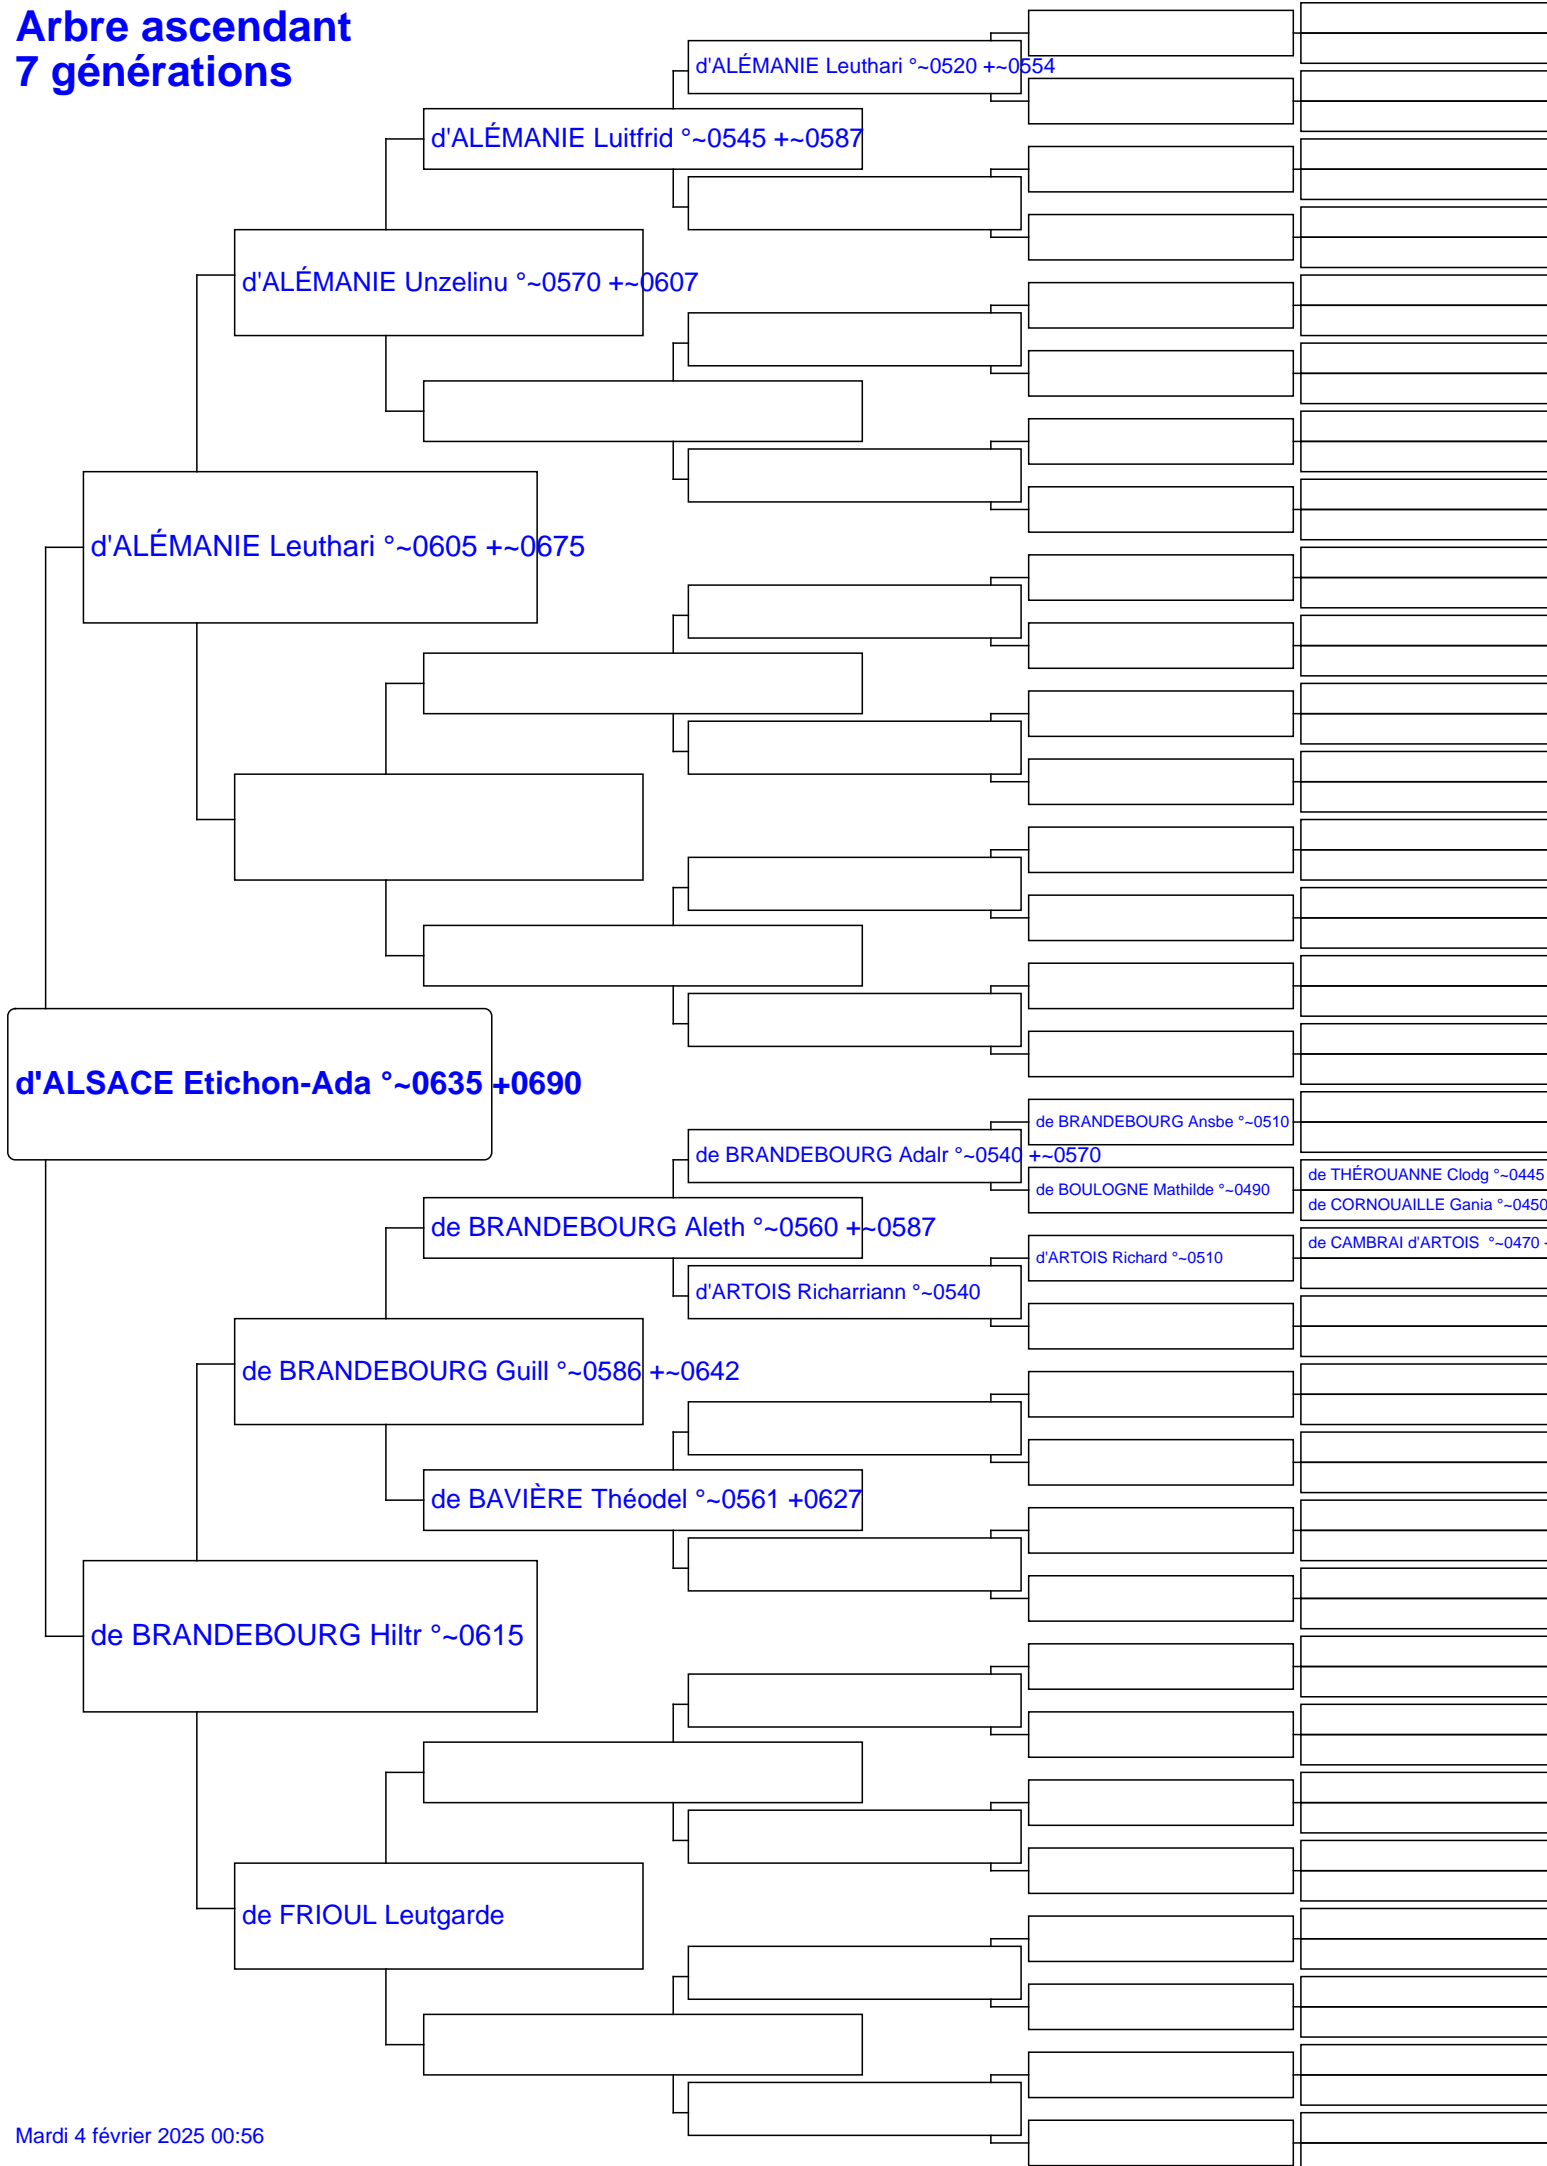 Arbre ascendant
7 générations
d'ALÉMANIE Leuthari °~0520 +~0554
d'ALÉMANIE Luitfrid °~0545 +~0587
d'ALÉMANIE Unzelinu °~0570 +~0607
d'ALÉMANIE Leuthari °~0605 +~0675
d'ALSACE Etichon-Ada °~0635 +0690
de BRANDEBOURG Ansbe °~0510
de BRANDEBOURG Adalr °~0540 +~0570
de THÉROUANNE Clodg °~0445
de BOULOGNE Mathilde °~0490
de CORNOUAILLE Gania °~0450
de BRANDEBOURG Aleth °~0560 +~0587
de CAMBRAI d'ARTOIS °~0470 -
d'ARTOIS Richard °~0510
d'ARTOIS Richarriann °~0540
de BRANDEBOURG Guill °~0586 +~0642
de BAVIÈRE Théodel °~0561 +0627
de BRANDEBOURG Hiltr °~0615
de FRIOUL Leutgarde
Mardi 4 février 2025 00:56